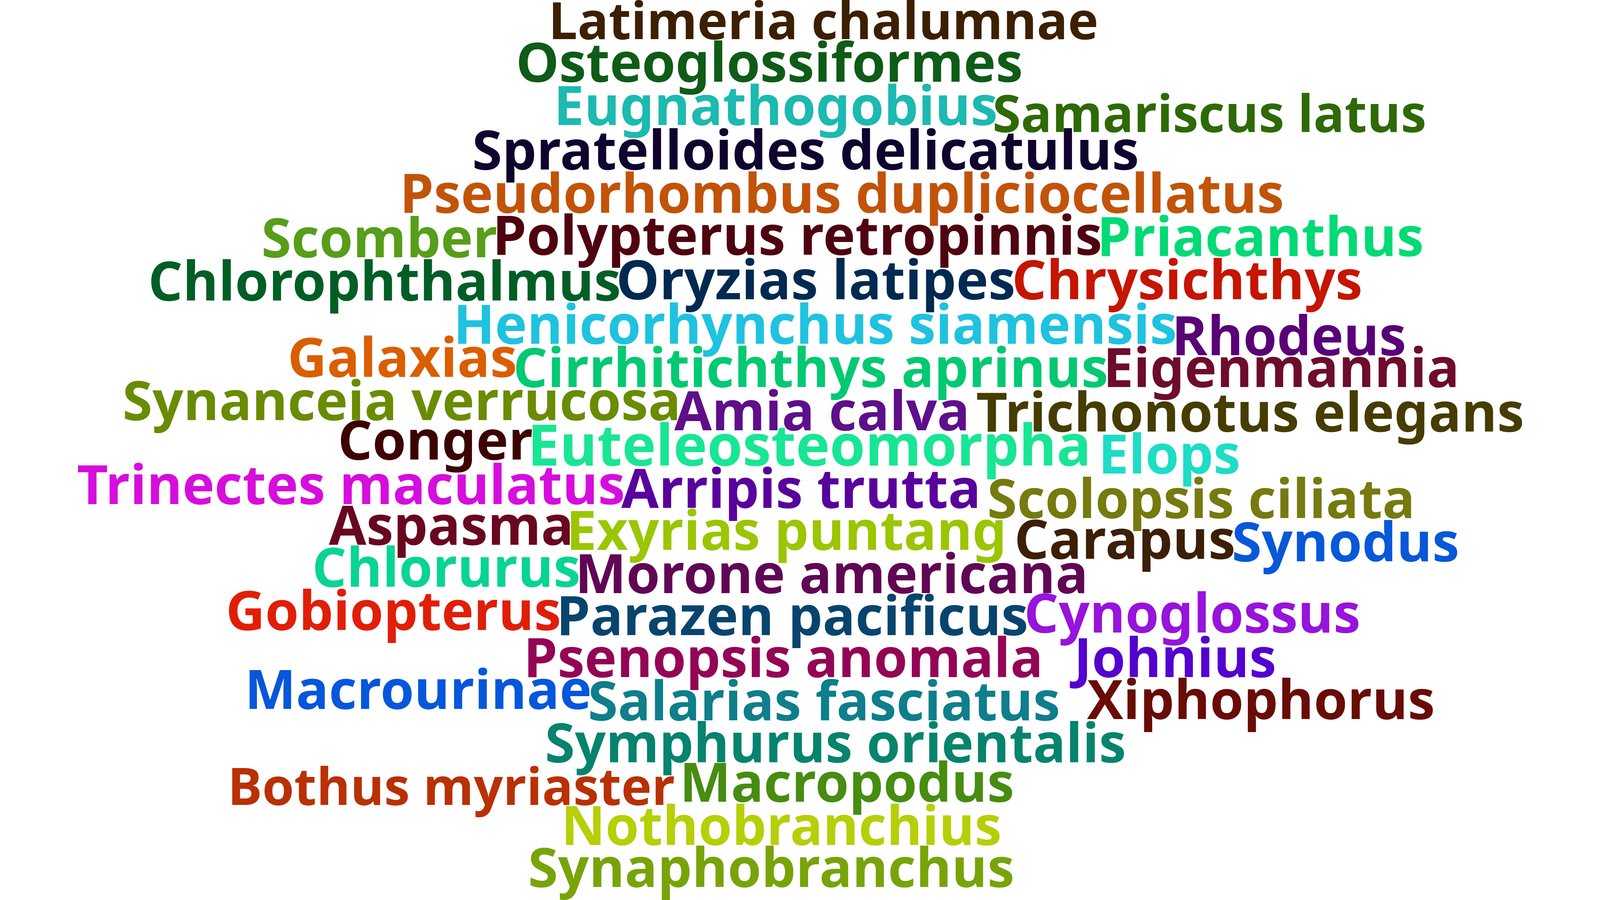 Latimeria chalumnae
Osteoglossiformes
Eugnathogobius
Samariscus latus
Spratelloides delicatulus
Pseudorhombus dupliciocellatus
Scomber
Polypterus retropinnis
Priacanthus
Chlorophthalmus
Oryzias latipes
Chrysichthys
Henicorhynchus siamensis
Rhodeus
Galaxias
Cirrhitichthys aprinus
Eigenmannia
Synanceia verrucosa
Amia calva
Trichonotus elegans
Conger
Euteleosteomorpha
Elops
Trinectes maculatus
Arripis trutta
Scolopsis ciliata
Aspasma
Exyrias puntang
Carapus
Synodus
Chlorurus
Morone americana
Gobiopterus
Parazen pacificus
Cynoglossus
Psenopsis anomala
Johnius
Macrourinae
Salarias fasciatus
Xiphophorus
Symphurus orientalis
Bothus myriaster
Macropodus
Nothobranchius
Synaphobranchus